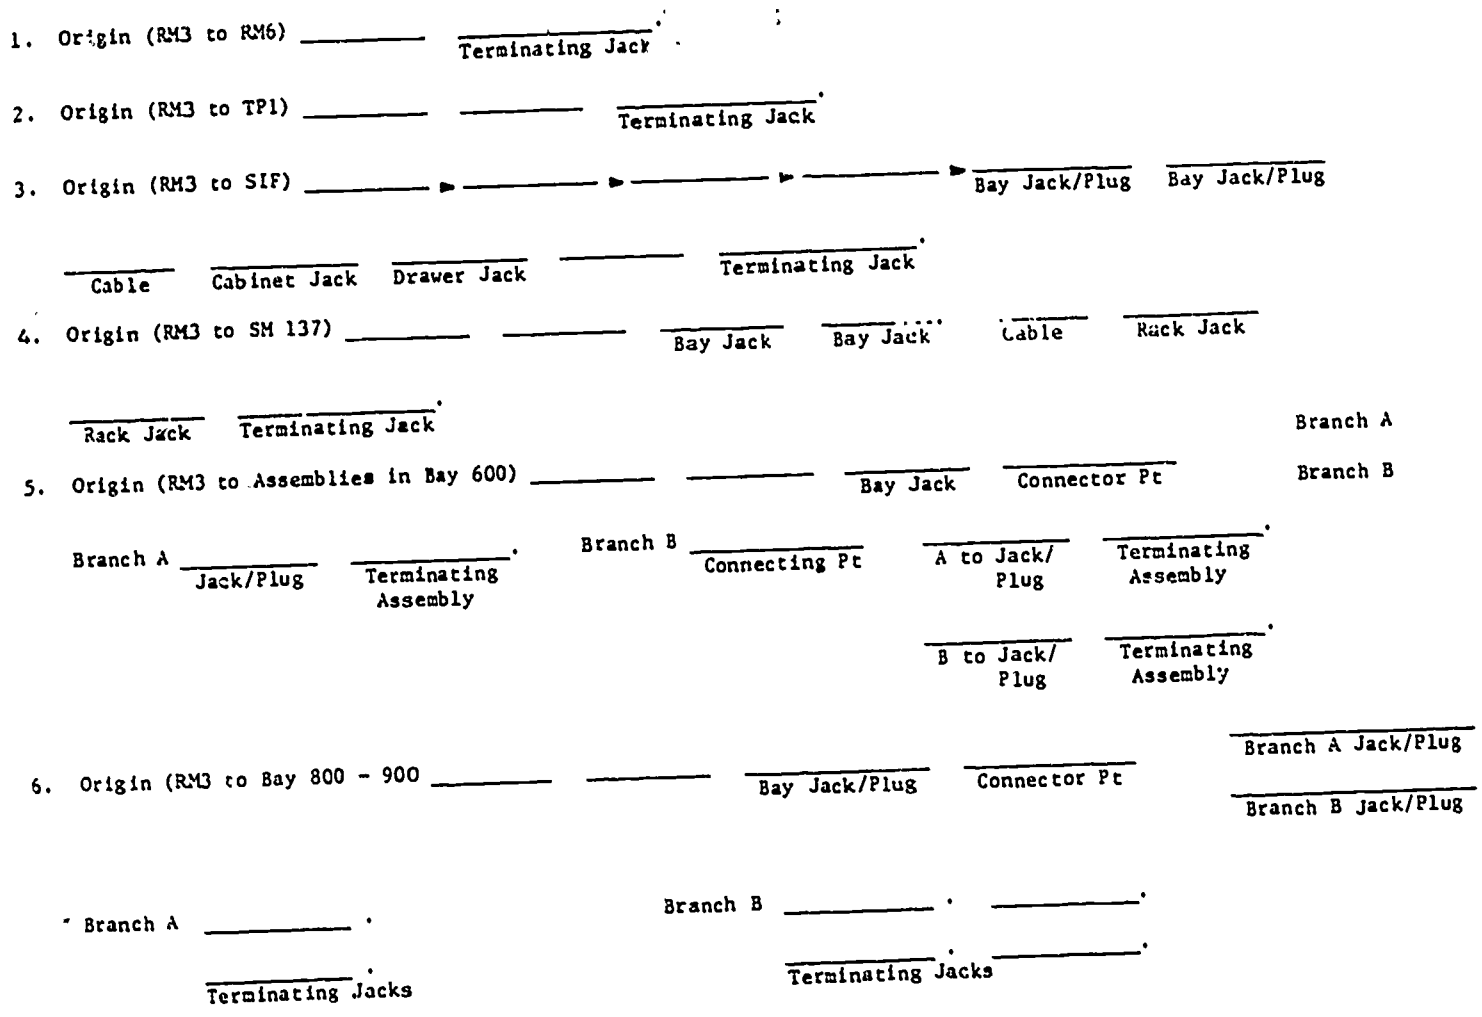 1. Origin (RM3 to RM6) Terminating Jack
2. Origin (RM3 to TP1) Terminating Jack
3. Origin (RM3 to SIF) Bay Jack/Plug Bay Jack/Plug
Cable Cabinet Jack Drawer Jack Terminating Jack
4. Origin (RM3 to SM 137) Bay Jack Bay Jack Cable Rack Jack
Rack Jack Terminating Jack
Branch A
5. Origin (RM3 to Assemblies in Bay 600) Bay Jack Connector Pt Branch B
Branch A Jack/Plug Terminating Assembly Branch B Connecting Pt A to Jack/ Plug Terminating Assembly
B to Jack/ Plug Terminating Assembly
Branch A Jack/Plug
6. Origin (RM3 to Bay 800 - 900 Bay Jack/Plug Connector Pt
Branch B Jack/Plug
Branch A Branch B
Terminating Jacks Terminating Jacks